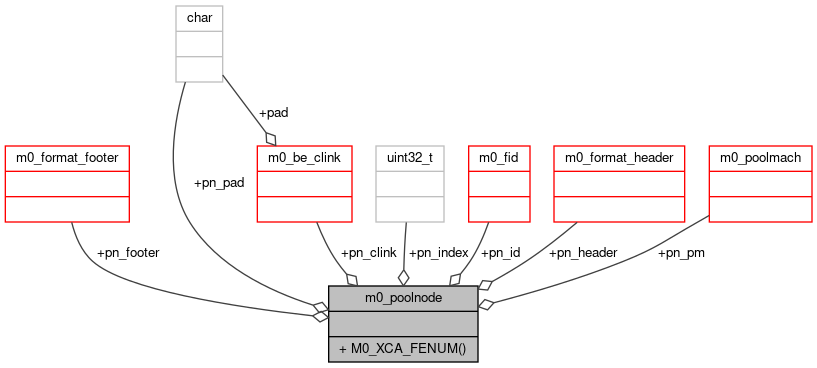 char
+pad
m0_format_footer
m0_be_clink
uint32_t
m0_fid
m0_format_header
m0_poolmach
+pn_pad
+pn_footer
+pn_clink
+pn_index
+pn_id
+pn_header
+pn_pm
m0_poolnode
+ M0_XCA_FENUM()